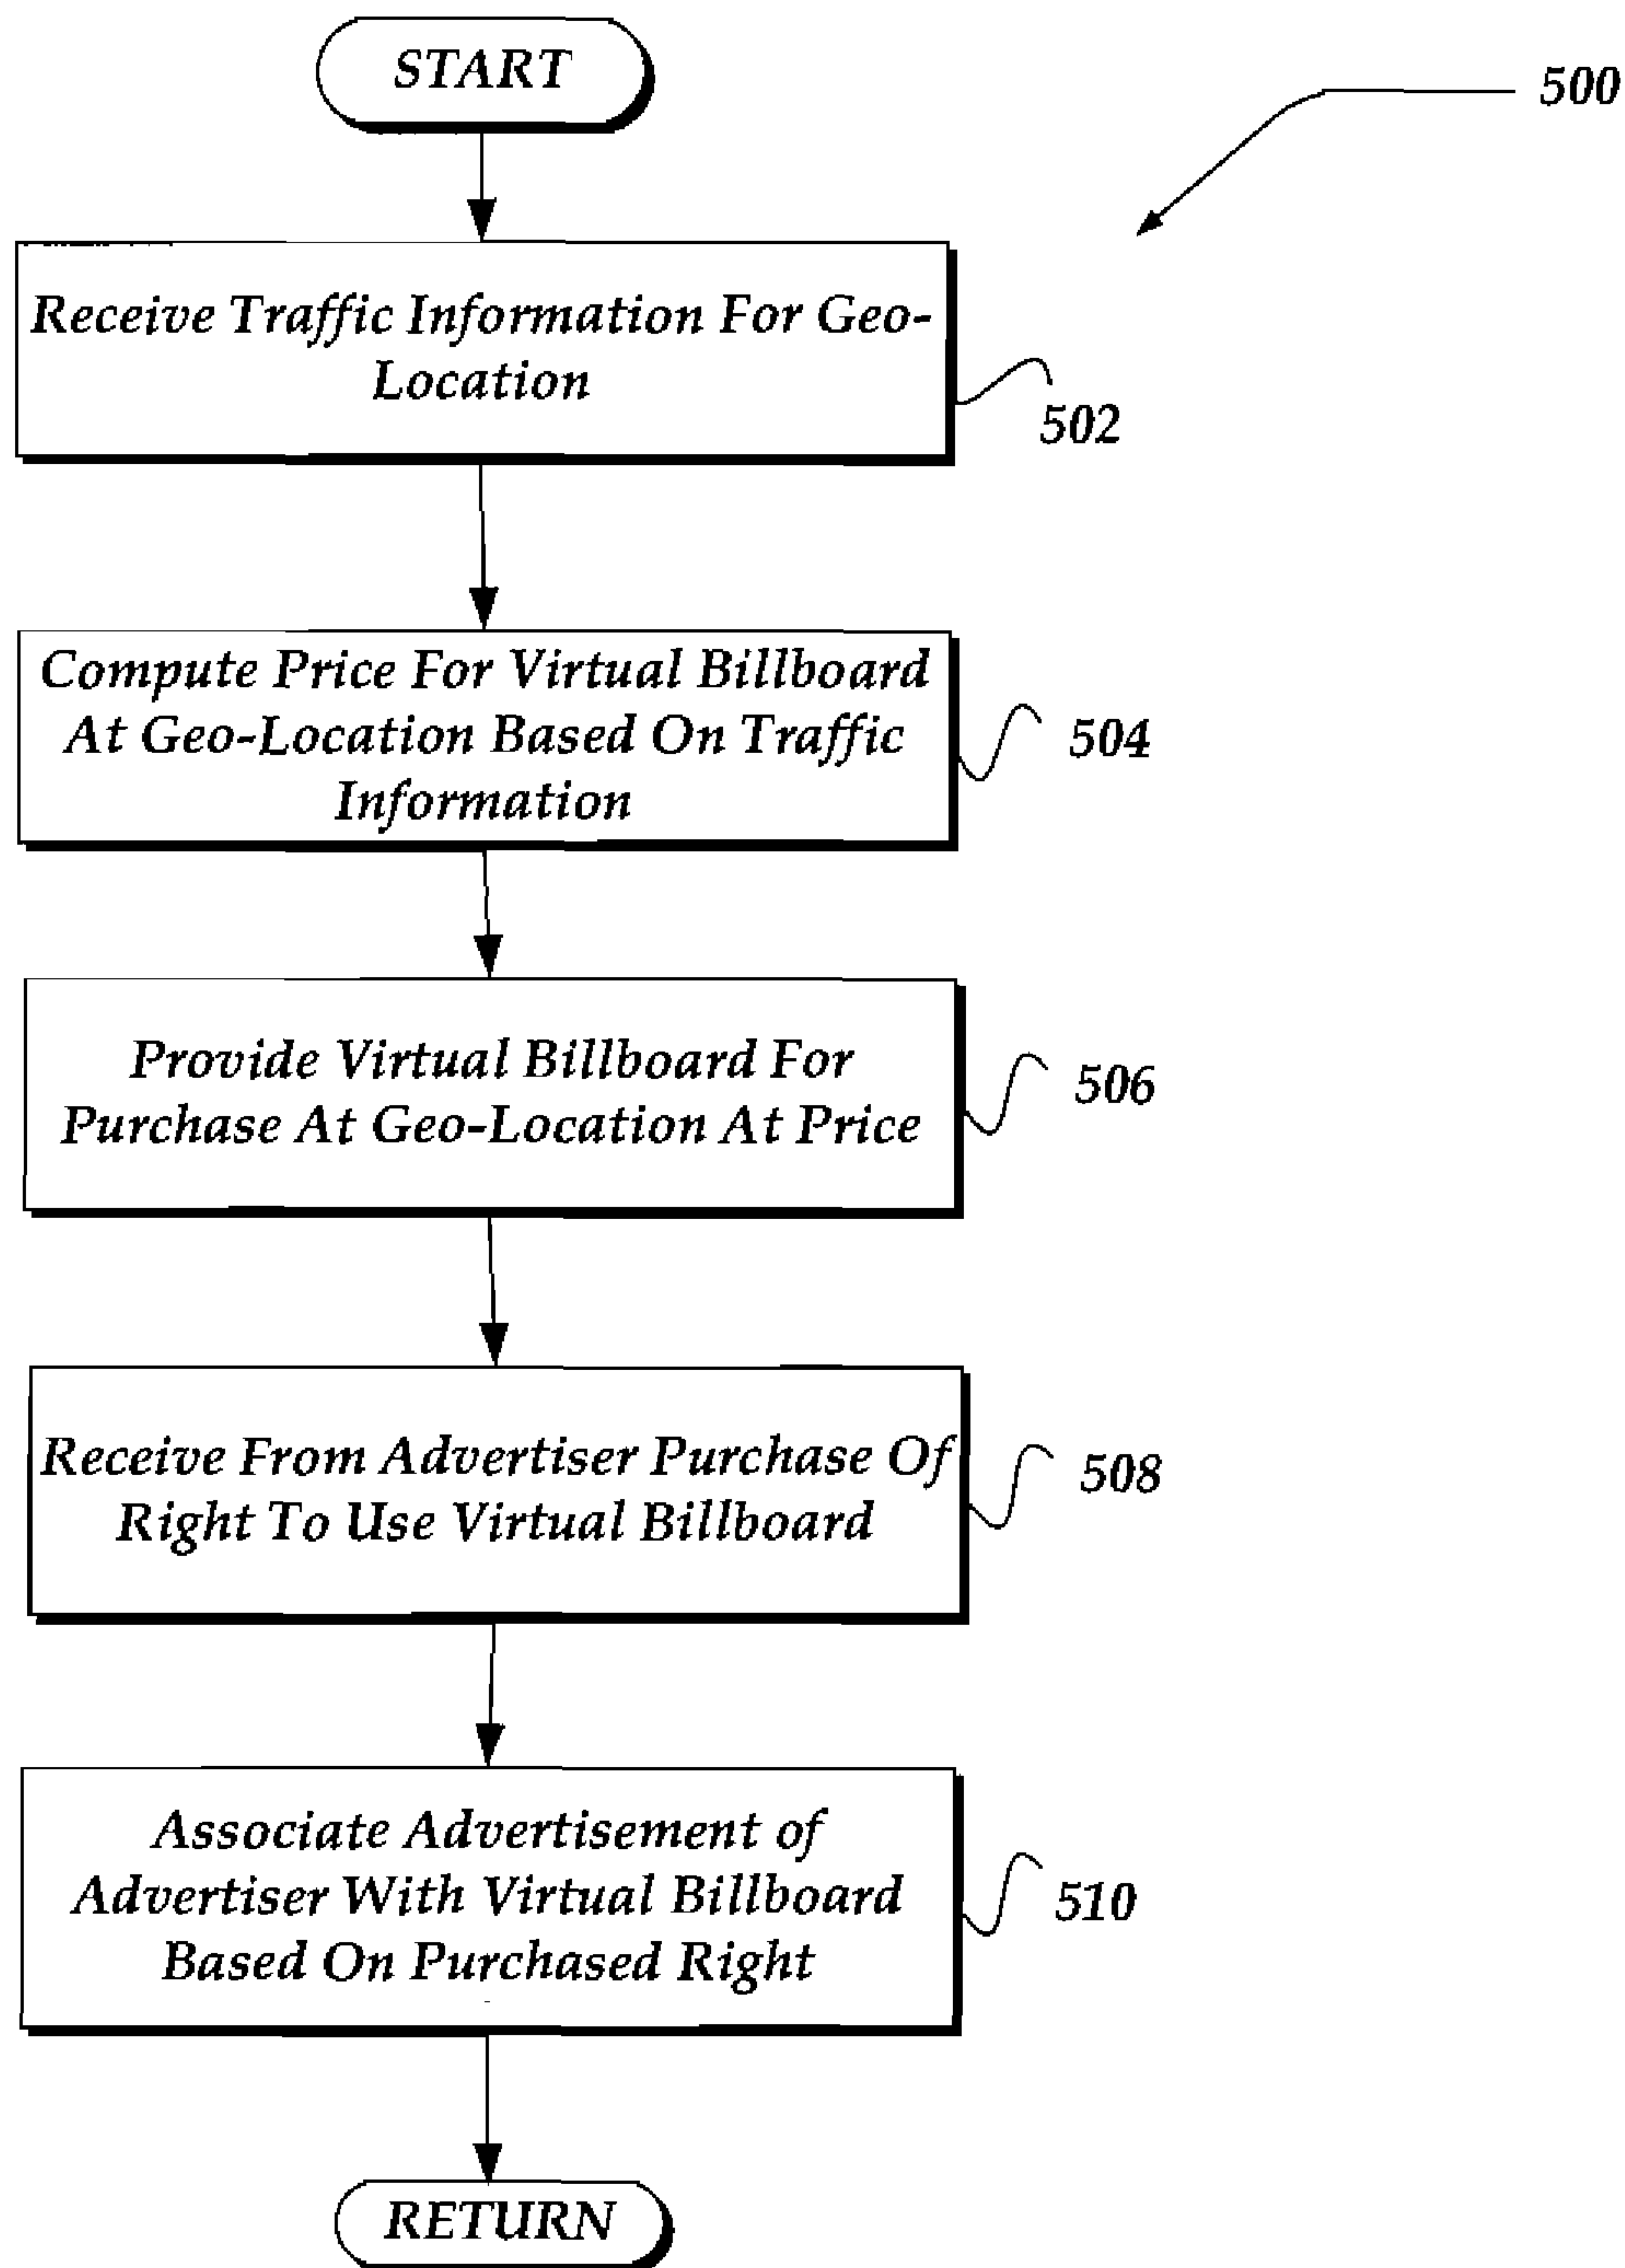 START
500
Receive Traffic Information For Geo-
Location
502
Compute Price For Virtual Billboard
At Geo-Location Based On Traffic
Information
504
Provide Virtual Billboard For
Purchase At Geo-Location At Price
506
Receive From Advertiser Purchase Of
Right To Use Virtual Billboard
508
Associate Advertisement of
Advertiser With Virtual Billboard
Based On Purchased Right
510
RETURN